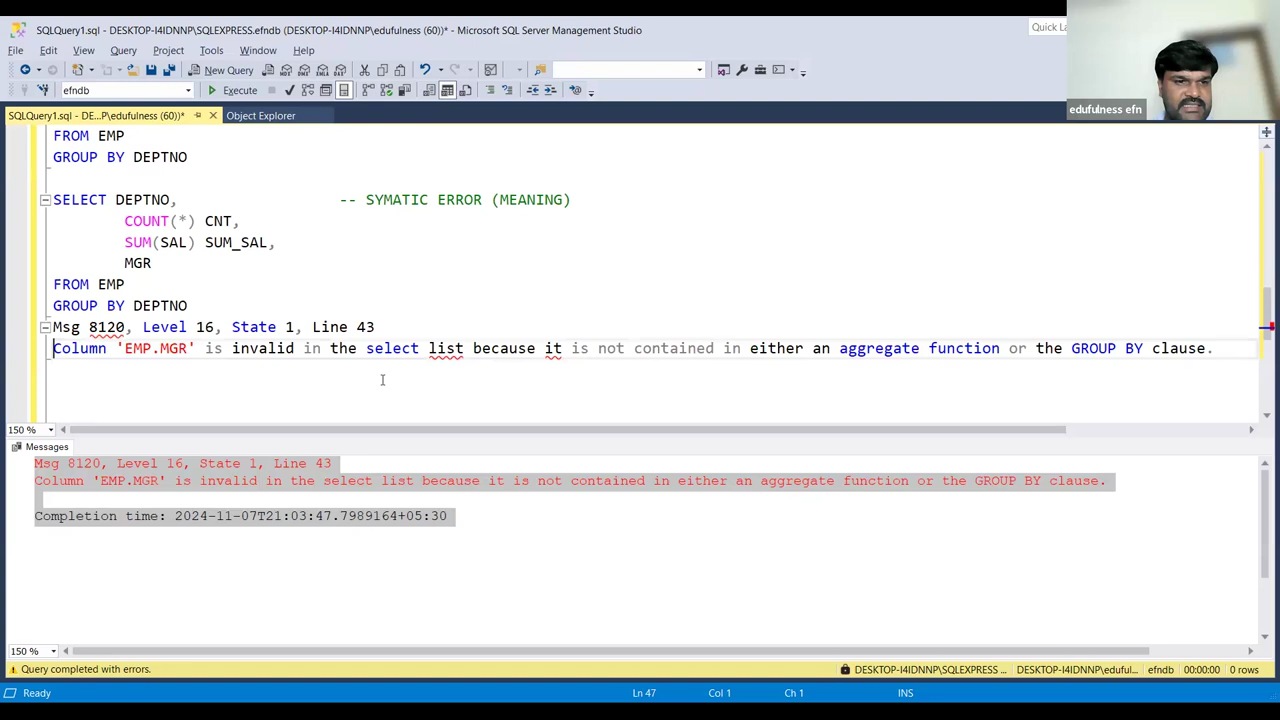 SQLQuery1.sql - DESKTOP-I4IDNNP\SQLEXPRESS.efndb (DESKTOP-I4IDNNP\edufulness (60))* - Microsoft SQL Server Management Studio
Quick La
File Edit View Query Project Tools Window Help
New Query
efndb Execute
SQLQuery1.sql - DE...P\edufulness (60))* Object Explorer
edufulness efn
FROM EMP
GROUP BY DEPTNO
SELECT DEPTNO, -- SYMATIC ERROR (MEANING)
COUNT(*) CNT,
SUM(SAL) SUM_SAL,
MGR
FROM EMP
GROUP BY DEPTNO
Msg 8120, Level 16, State 1, Line 43
Column 'EMP.MGR' is invalid in the select list because it is not contained in either an aggregate function or the GROUP BY clause.
150 %
Messages
Msg 8120, Level 16, State 1, Line 43
Column 'EMP.MGR' is invalid in the select list because it is not contained in either an aggregate function or the GROUP BY clause.
Completion time: 2024-11-07T21:03:47.7989164+05:30
150 %
Query completed with errors. DESKTOP-I4IDNNP\SQLEXPRESS ... DESKTOP-I4IDNNP\eduful... efndb 00:00:00 0 rows
Ready Ln 47 Col 1 Ch 1 INS